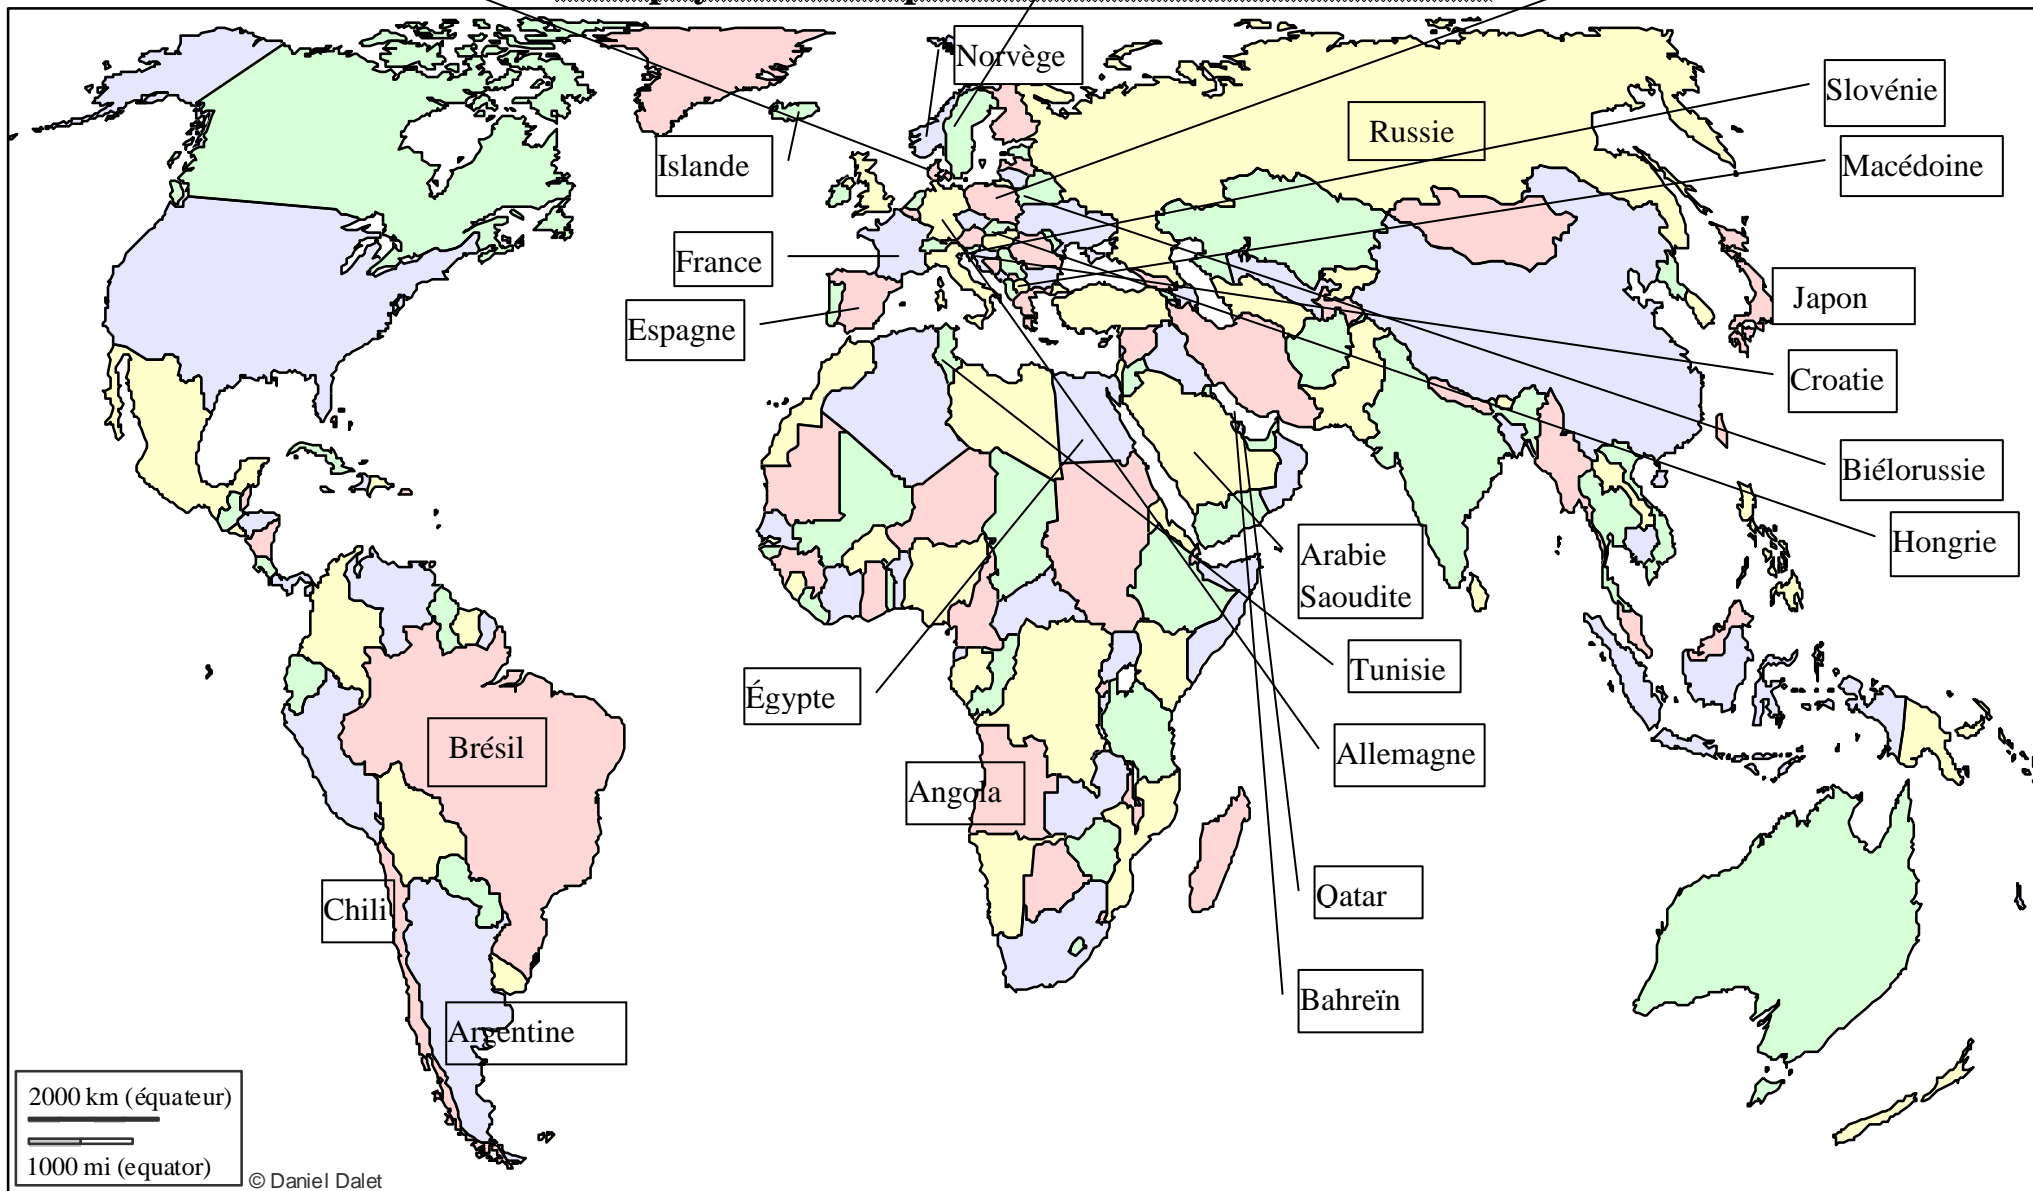 Norvège
Slovénie
Russie
Macédoine
Islande
France
Japon
Espagne
Croatie
Biélorussie
Hongrie
Arabie
Saoudite
Tunisie
Égypte
Brésil
Allemagne
Angola
Qatar
Chili
Bahreïn
Argentine
2000 km (équateur)
1000 mi (equator)
© Daniel Dalet